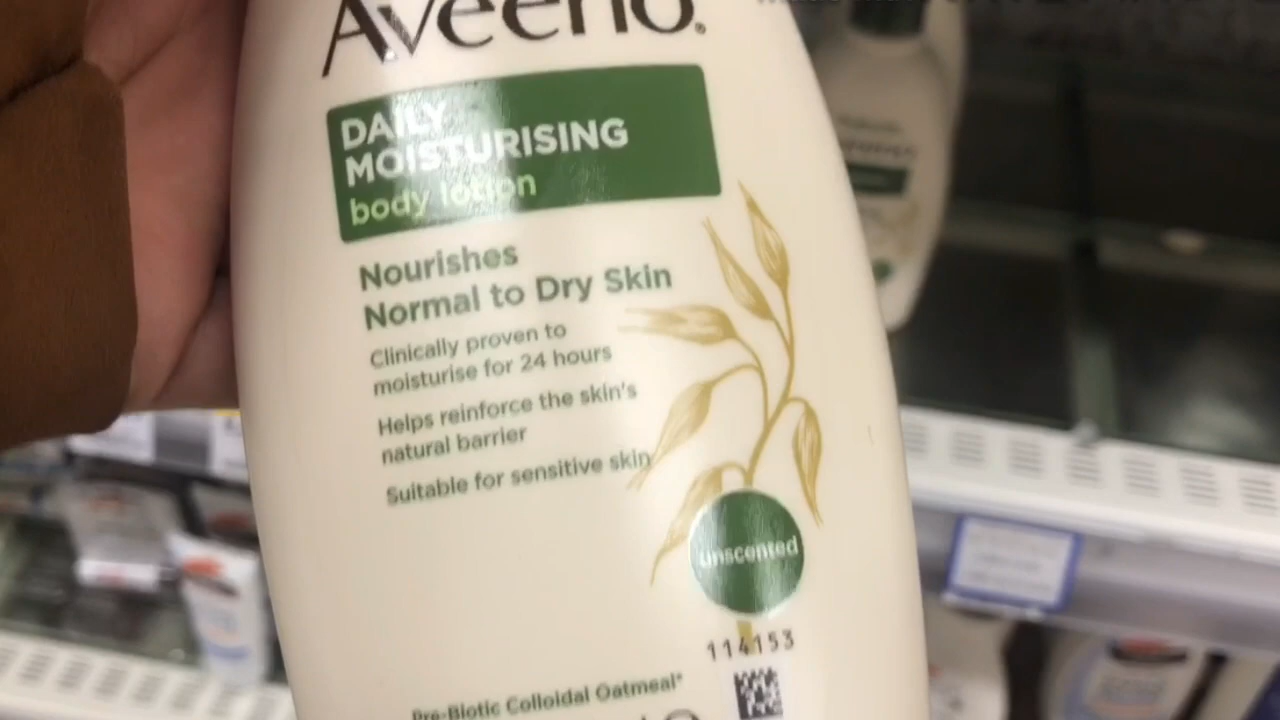 Aveeno.
DAILY
MOISTURISING
body lotion
Nourishes
Normal to Dry Skin
Clinically proven to
moisturise for 24 hours
Helps reinforce the skin's
natural barrier
Suitable for sensitive skin
unscented
114153
Pre-Biotic Colloidal Oatmeal*